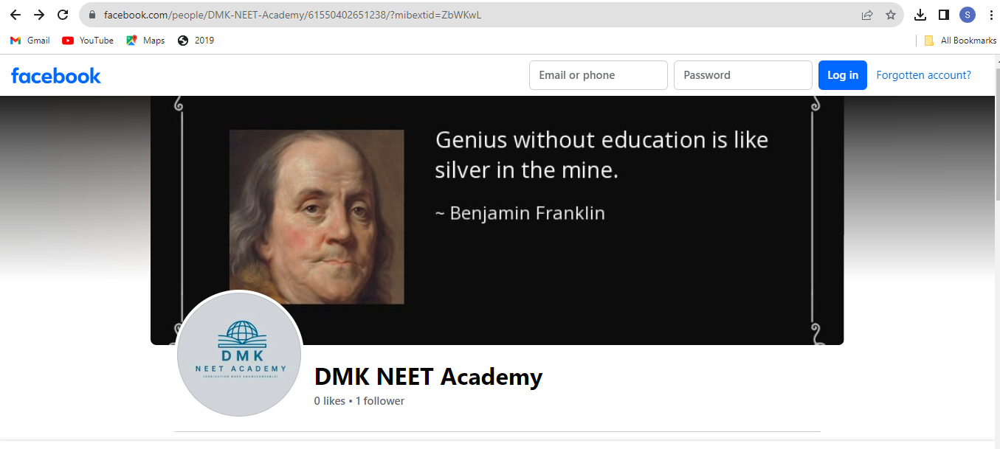 facebook.com/people/DMK-NEET-Academy/61550402651238/?mibextid=ZbWKwL
S
Gmail YouTube Maps 2019 All Bookmarks
facebook Email or phone Password Log in Forgotten account?
Genius without education is like
silver in the mine.
~ Benjamin Franklin
DMK
NEET ACADEMY
DMK NEET Academy
0 likes • 1 follower